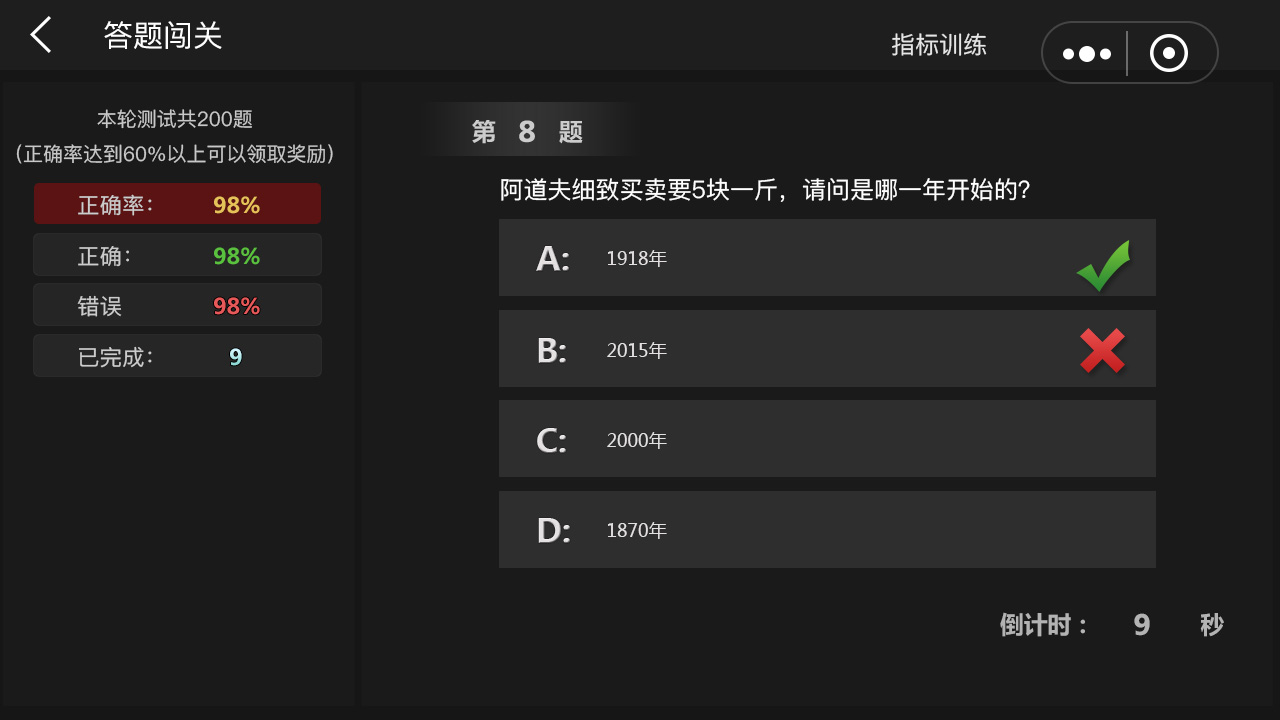 答题闯关
指标训练
本轮测试共200题
(正确率达到60%以上可以领取奖励)
正确率: 98%
正确: 98%
错误 98%
已完成: 9
第 8 题
阿道夫细致买卖要5块一斤，请问是哪一年开始的?
A: 1918年
B: 2015年
C: 2000年
D: 1870年
倒计时： 9 秒